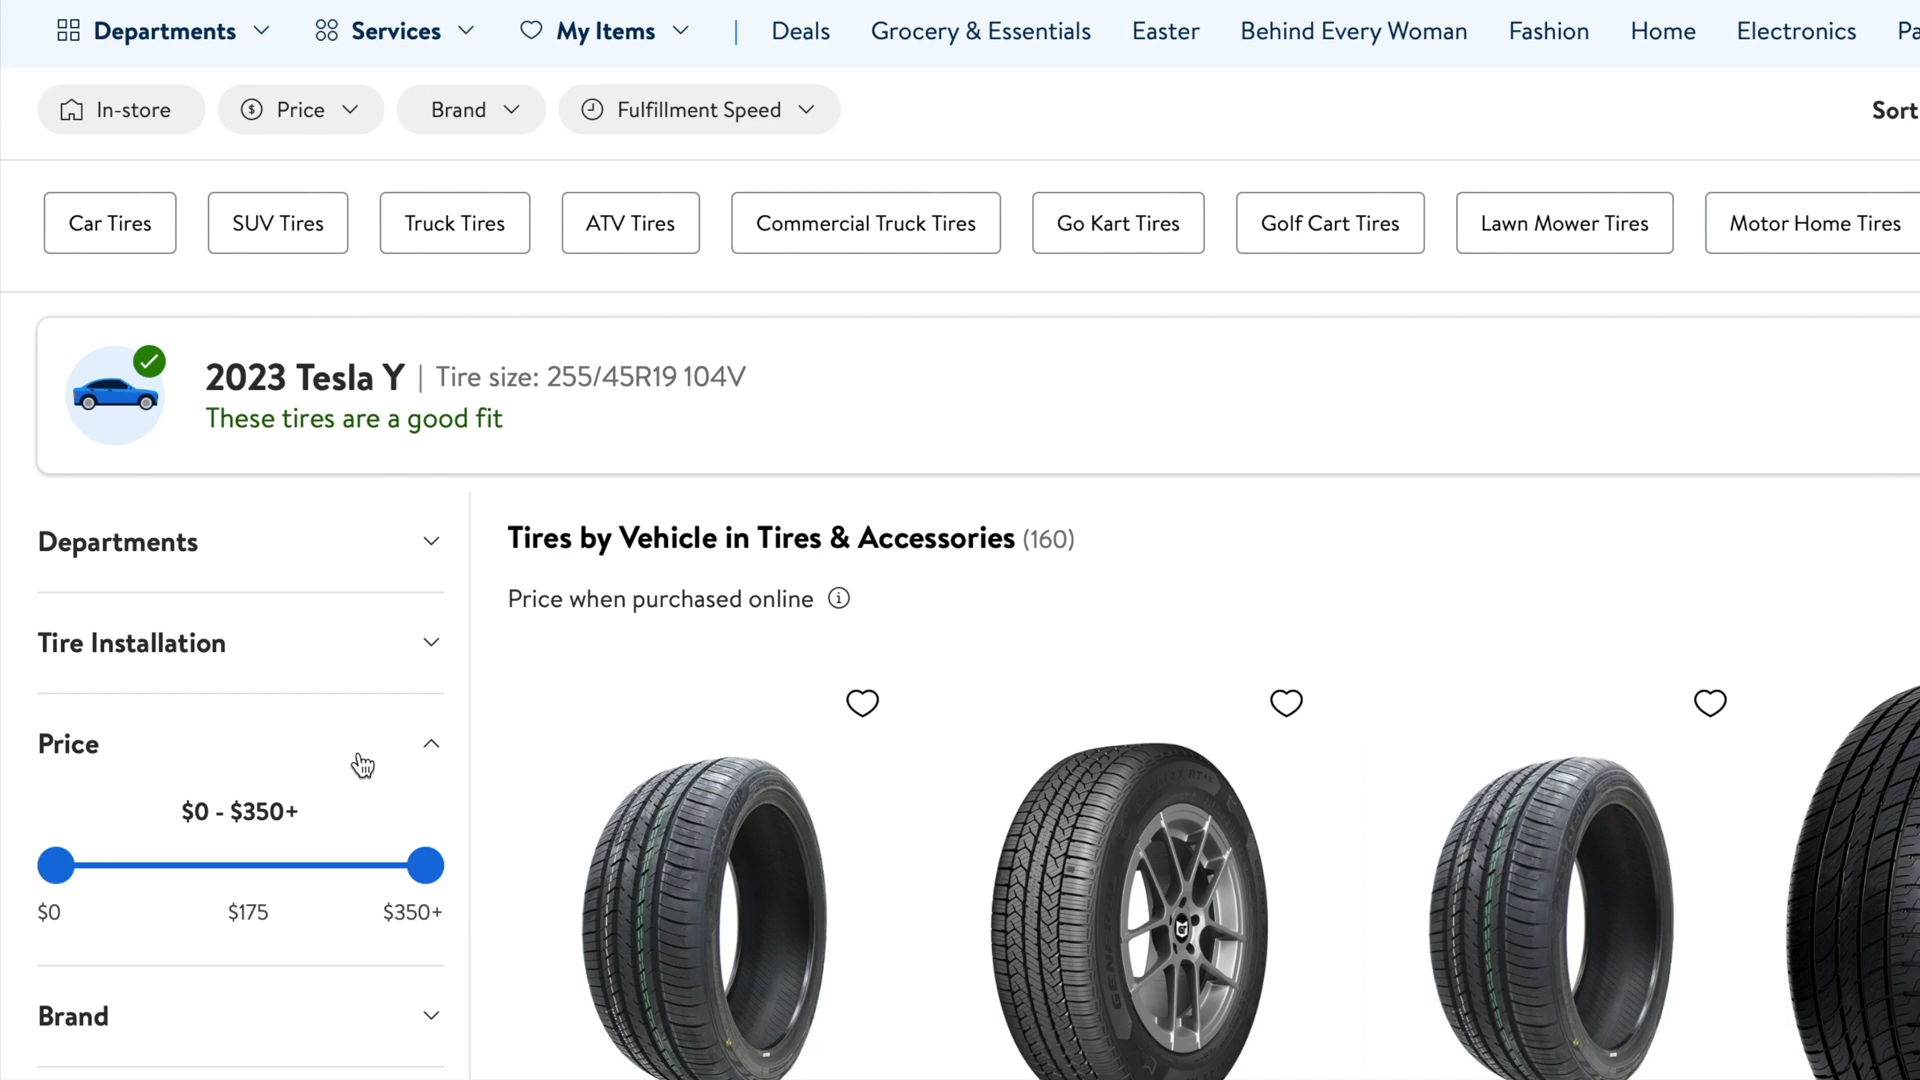 Departments Services My Items Deals Grocery & Essentials Easter Behind Every Woman Fashion Home Electronics
In-store Price Brand Fulfillment Speed Sort
Car Tires SUV Tires Truck Tires ATV Tires Commercial Truck Tires Go Kart Tires Golf Cart Tires Lawn Mower Tires Motor Home Tires
2023 Tesla Y | Tire size: 255/45R19 104V
These tires are a good fit
Departments
Tire Installation
Price
$0 - $350+
$0 $175 $350+
Brand
Tires by Vehicle in Tires & Accessories (160)
Price when purchased online
GENERAL